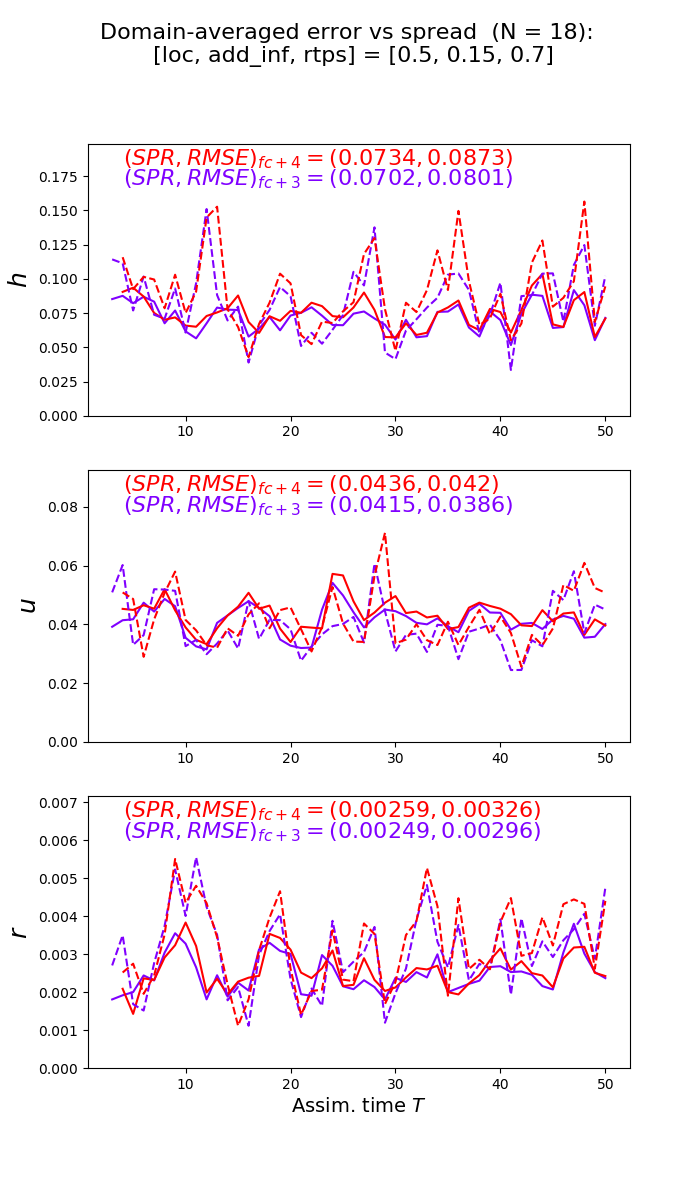 Domain-averaged error vs spread (N = 18):
[loc, add_inf, rtps] = [0.5, 0.15, 0.7]
(SPR, RMSE)fc+4 = (0.0734, 0.0873)
(SPR, RMSE)fc+3 = (0.0702, 0.0801)
h
0.175
0.150
0.125
0.100
0.075
0.050
0.025
0.000
10 20 30 40 50
(SPR, RMSE)fc+4 = (0.0436, 0.042)
(SPR, RMSE)fc+3 = (0.0415, 0.0386)
u
0.08
0.06
0.04
0.02
0.00
10 20 30 40 50
(SPR, RMSE)fc+4 = (0.00259, 0.00326)
(SPR, RMSE)fc+3 = (0.00249, 0.00296)
r
0.007
0.006
0.005
0.004
0.003
0.002
0.001
0.000
10 20 30 40 50
Assim. time T